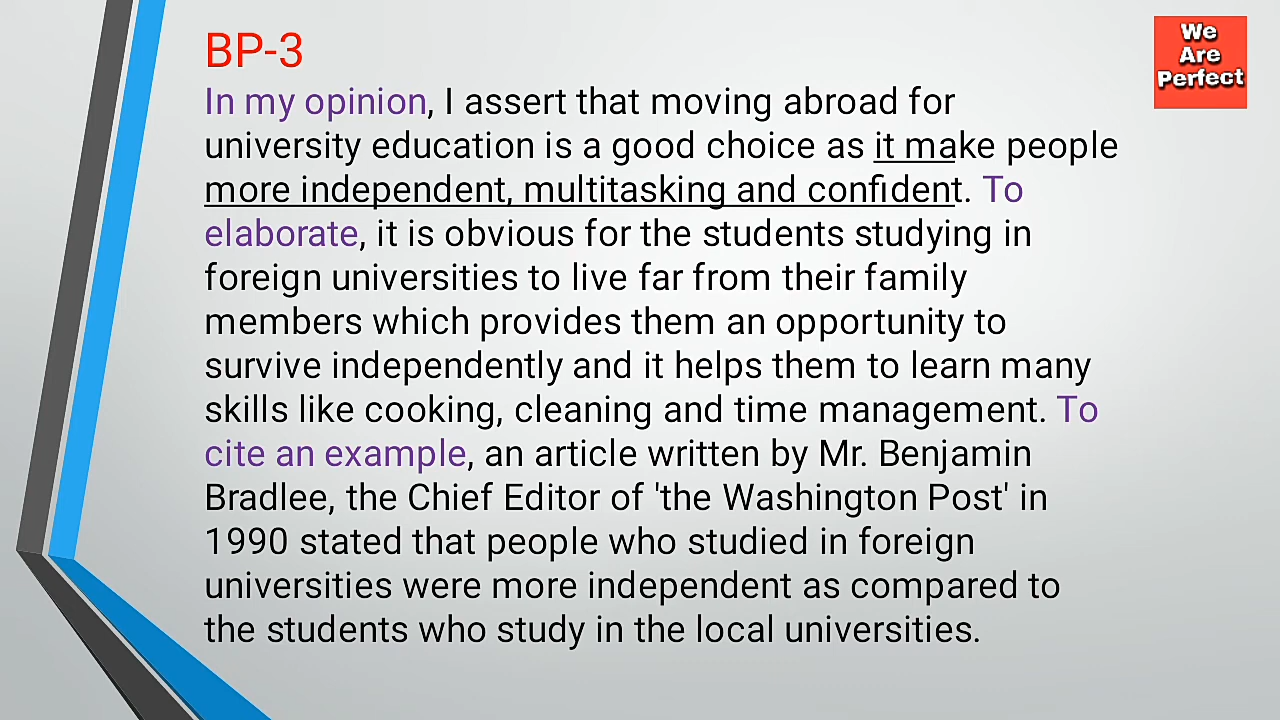 BP-3
We
Are
Perfect
In my opinion, I assert that moving abroad for
university education is a good choice as it make people
more independent, multitasking and confident. To
elaborate, it is obvious for the students studying in
foreign universities to live far from their family
members which provides them an opportunity to
survive independently and it helps them to learn many
skills like cooking, cleaning and time management. To
cite an example, an article written by Mr. Benjamin
Bradlee, the Chief Editor of 'the Washington Post' in
1990 stated that people who studied in foreign
universities were more independent as compared to
the students who study in the local universities.